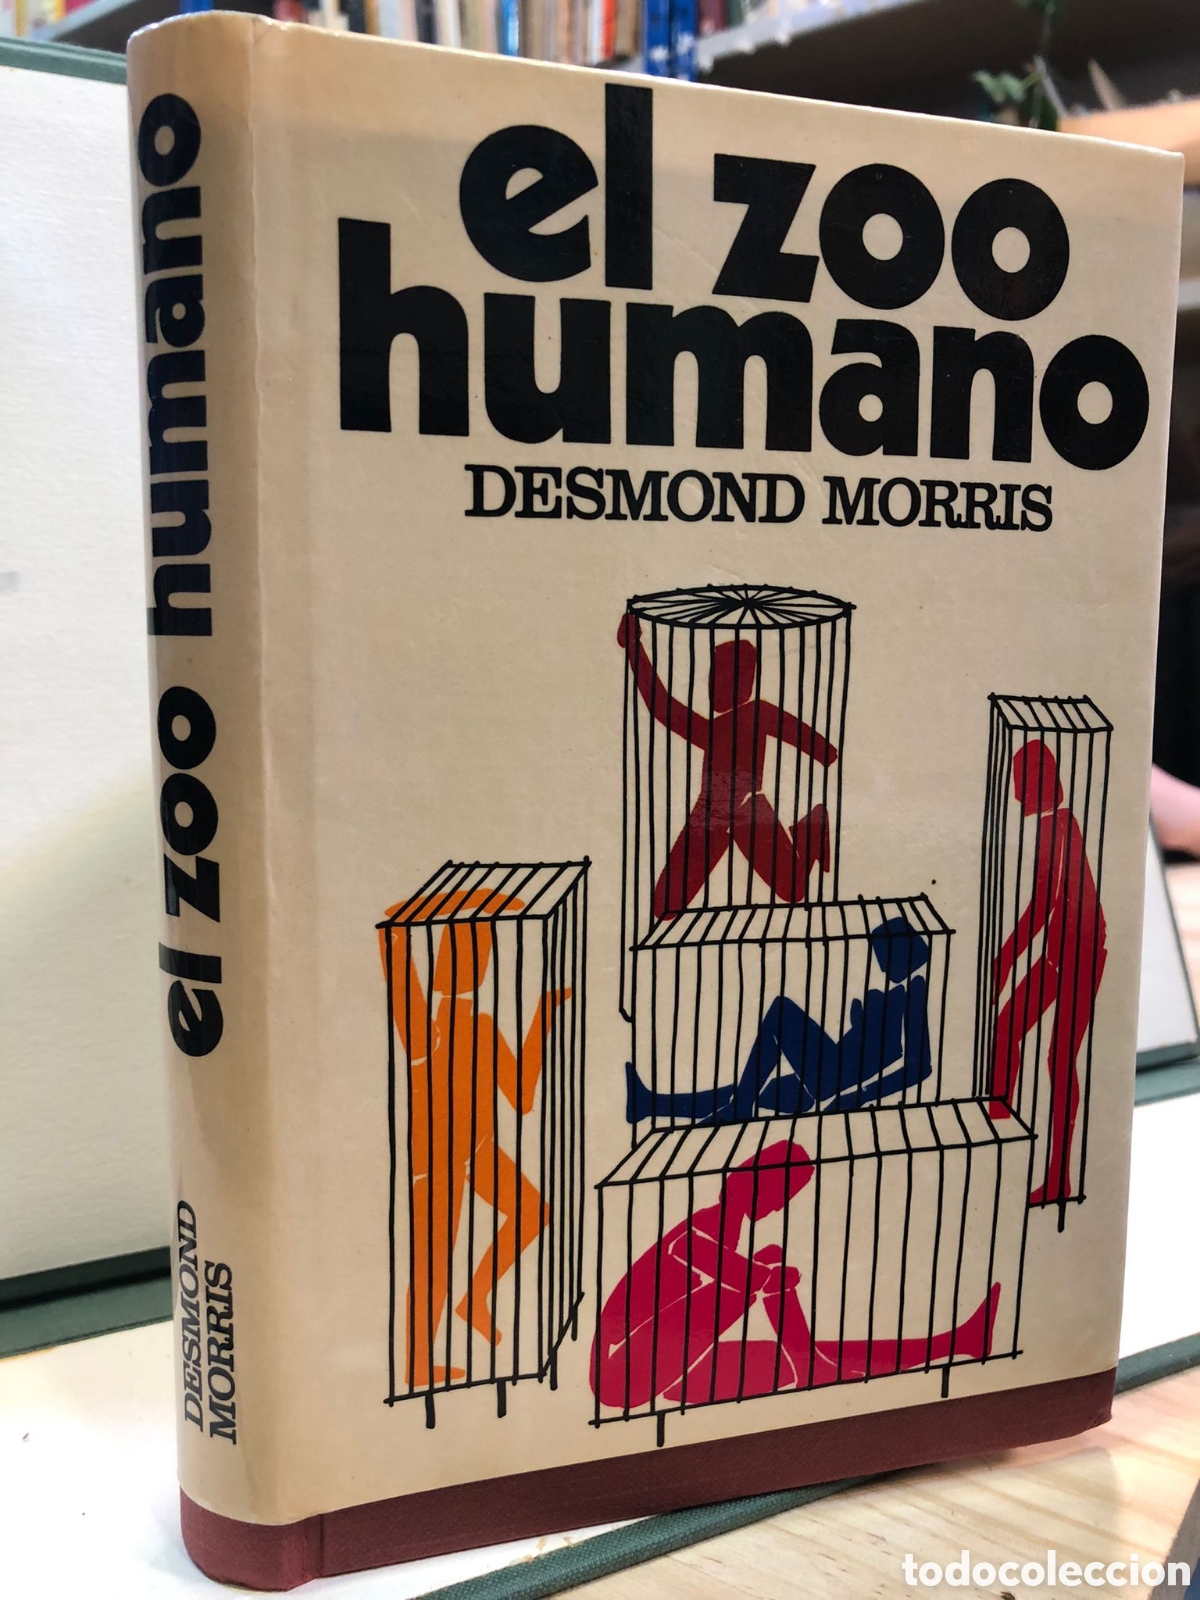 el zoo
humano
DESMOND MORRIS
el zoo humano
DESMOND
MORRIS
todocoleccion